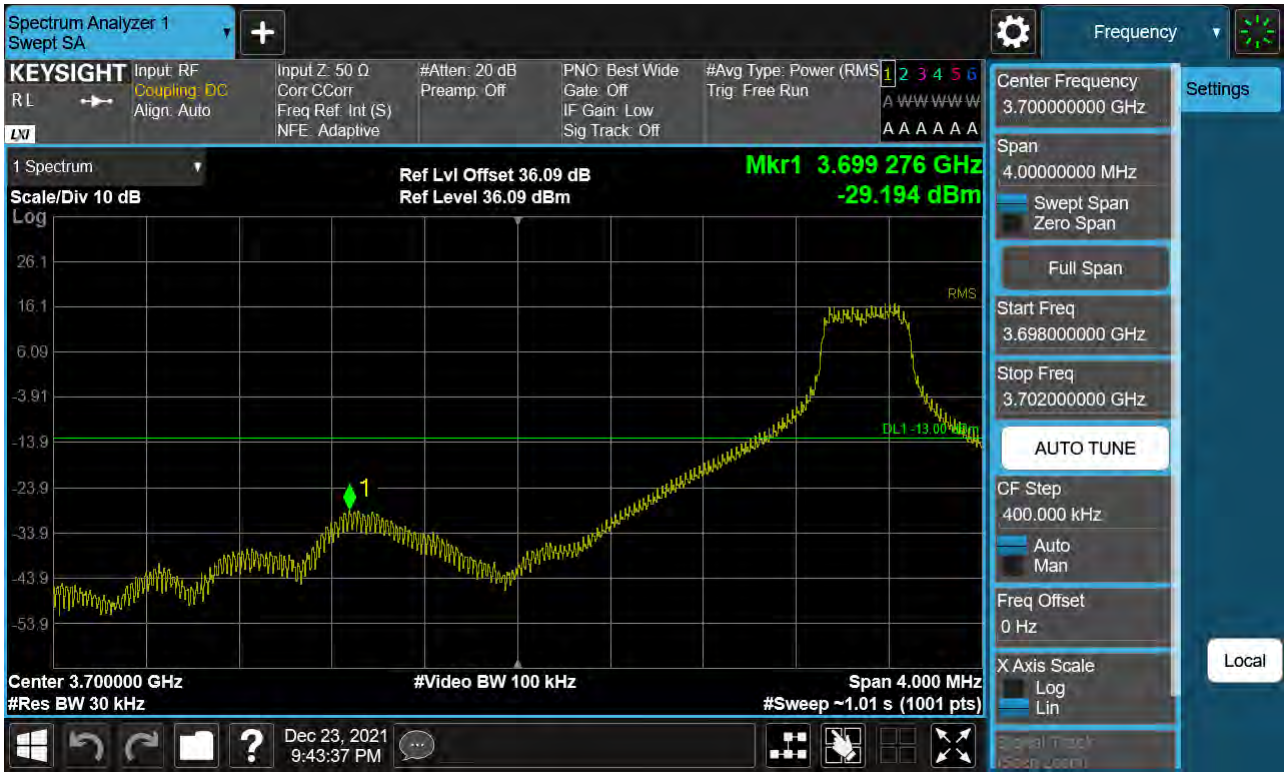 Spectrum Analyzer 1
Swept SA
+
Frequency
KEYSIGHT
RL
LXI
Input: RF
Coupling: DC
Align: Auto
Input Z: 50 Ω
Corr CCorr
Freq Ref: Int (S)
NFE: Adaptive
#Atten: 20 dB
Preamp: Off
PNO: Best Wide
Gate: Off
IF Gain: Low
Sig Track: Off
#Avg Type: Power (RMS
Trig: Free Run
1 2 3 4 5 6
A W W W W W
A A A A A A
1 Spectrum
Scale/Div 10 dB
Log
Ref Lvl Offset 36.09 dB
Ref Level 36.09 dBm
Mkr1 3.699 276 GHz
-29.194 dBm
26.1
16.1
6.09
-3.91
-13.9
-23.9
-33.9
-43.9
-53.9
RMS
DL1 -13.00 dBm
1
Center 3.700000 GHz
#Res BW 30 kHz
#Video BW 100 kHz
Span 4.000 MHz
#Sweep ~1.01 s (1001 pts)
Center Frequency
3.700000000 GHz
Span
4.00000000 MHz
Swept Span
Zero Span
Full Span
Start Freq
3.698000000 GHz
Stop Freq
3.702000000 GHz
AUTO TUNE
CF Step
400.000 kHz
Auto
Man
Freq Offset
0 Hz
X Axis Scale
Log
Lin
Signal Track
(Span Zoom)
Settings
Local
?
Dec 23, 2021
9:43:37 PM